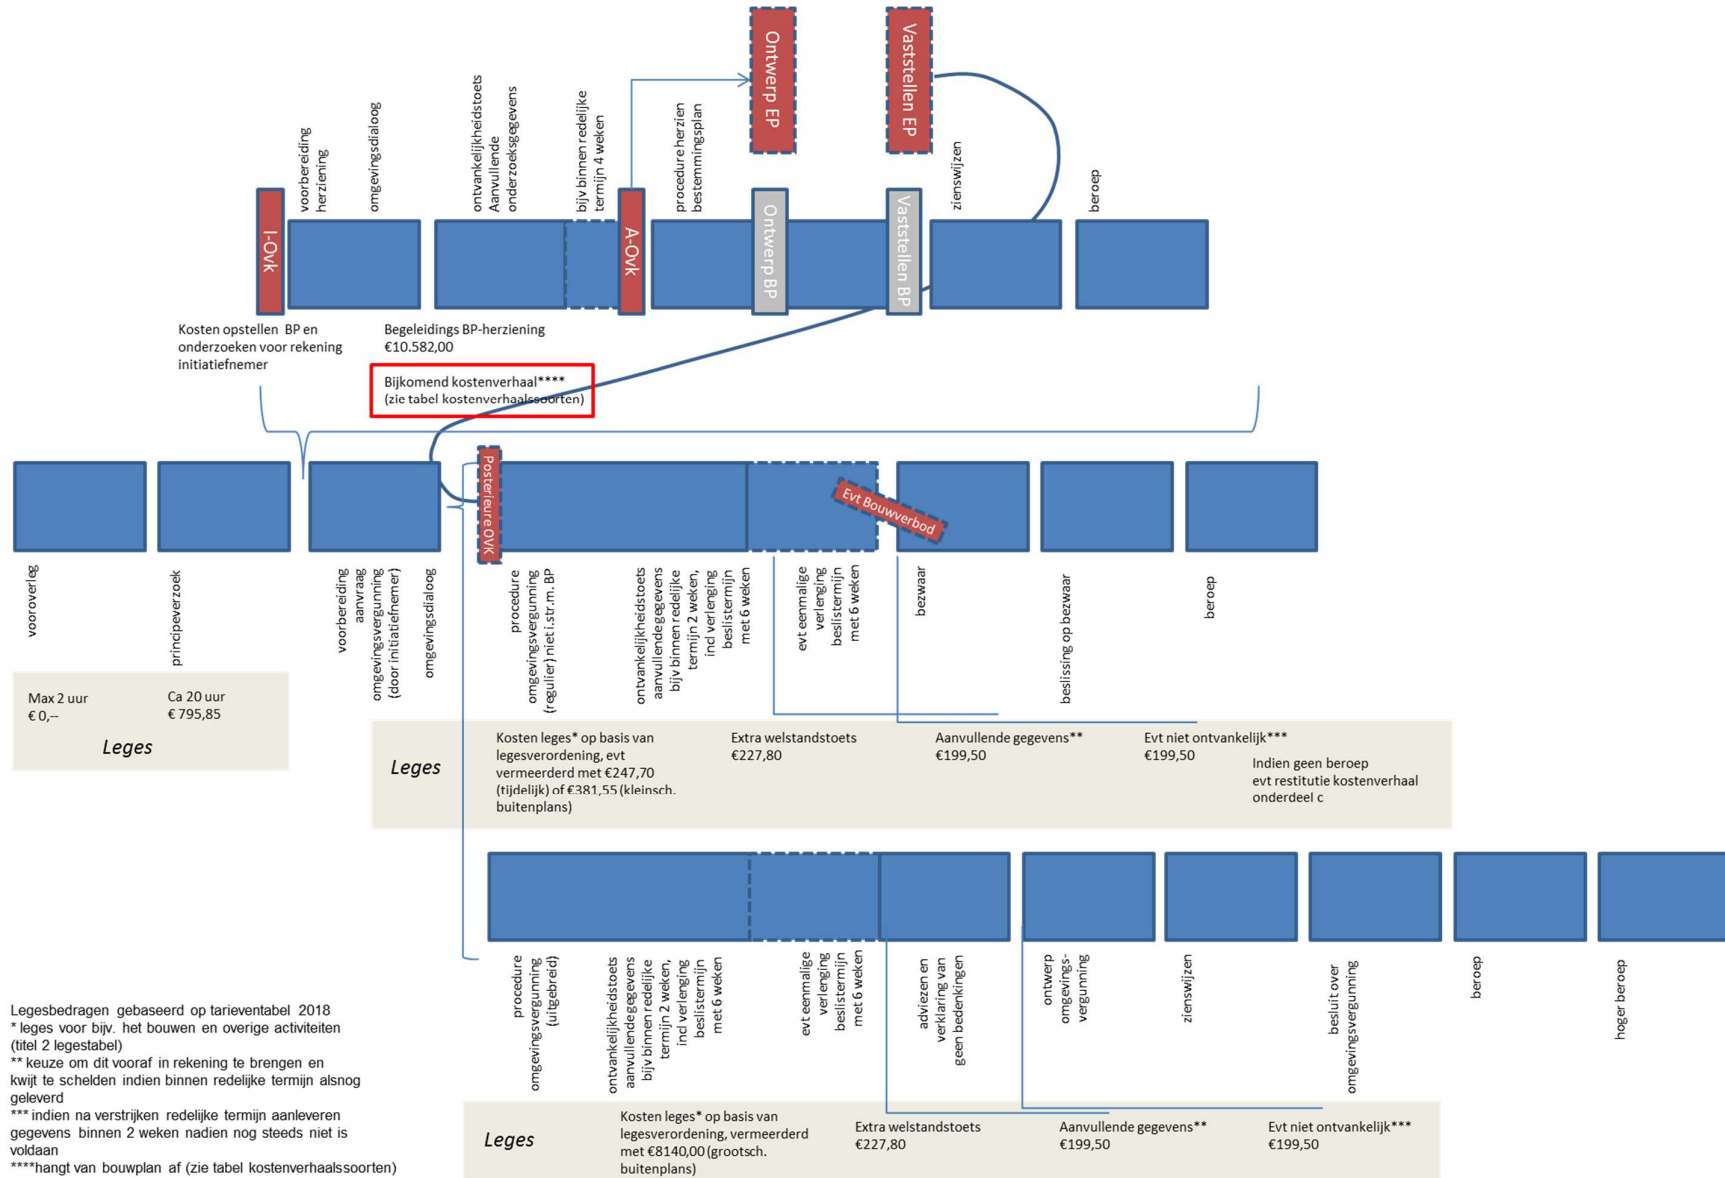 Ontwerp EP
Vaststellen EP
voorbereiding
herziening
omgevingsdialoog
ontvankelijkheidstoets
Aanvullende
onderzoeksgegevens
bijv binnen redelijke
termijn 4 weken
procedure herzien
bestemmingsplan
zienswijzen
beroep
I-Ovk
A-Ovk
Ontwerp BP
Vaststellen BP
Kosten opstellen BP en
onderzoeken voor rekening
initiatiefnemer
Begeleidings BP-herziening
€10.582,00
Bijkomend kostenverhaal****
(zie tabel kostenverhaalssoorten)
Posterieure OVK
Evt Bouwverbod
vooroverleg
principeverzoek
voorbereiding
aanvraag
omgevingsvergunning
(door initiatiefnemer)
omgevingsdialoog
procedure
omgevingsvergunning
(regulier) niet i.str.m. BP
ontvankelijkheidstoets
aanvullende gegevens
bijv binnen redelijke
termijn 2 weken,
incl verlenging
beslistermijn
met 6 weken
evt eenmalige
verlenging
beslistermijn
met 6 weken
bezwaar
beslissing op bezwaar
beroep
Max 2 uur
€ 0,--
Ca 20 uur
€ 795,85
Leges
Leges
Kosten leges* op basis van
legesverordening, evt
vermeerderd met €247,70
(tijdelijk) of €381,55 (kleinsch.
buitenplans)
Extra welstandstoets
€227,80
Aanvullende gegevens**
€199,50
Evt niet ontvankelijk***
€199,50
Indien geen beroep
evt restitutie kostenverhaal
onderdeel c
procedure
omgevingsvergunning
(uitgebreid)
ontvankelijkheidstoets
aanvullende gegevens
bijv binnen redelijke
termijn 2 weken,
incl verlenging
beslistermijn
met 6 weken
evt eenmalige
verlenging
beslistermijn
met 6 weken
adviezen en
verklaring van
geen bedenkingen
ontwerp
omgevings-
vergunning
zienswijzen
besluit over
omgevingsvergunning
beroep
hoger beroep
Legesbedragen gebaseerd op tarieventabel 2018
* leges voor bijv. het bouwen en overige activiteiten
(titel 2 legestabel)
** keuze om dit vooraf in rekening te brengen en
kwijt te schelden indien binnen redelijke termijn alsnog
geleverd
*** indien na verstrijken redelijke termijn aanleveren
gegevens binnen 2 weken nadien nog steeds niet is
voldaan
****hangt van bouwplan af (zie tabel kostenverhaalssoorten)
Leges
Kosten leges* op basis van
legesverordening, vermeerderd
met €8140,00 (grootsch.
buitenplans)
Extra welstandstoets
€227,80
Aanvullende gegevens**
€199,50
Evt niet ontvankelijk***
€199,50